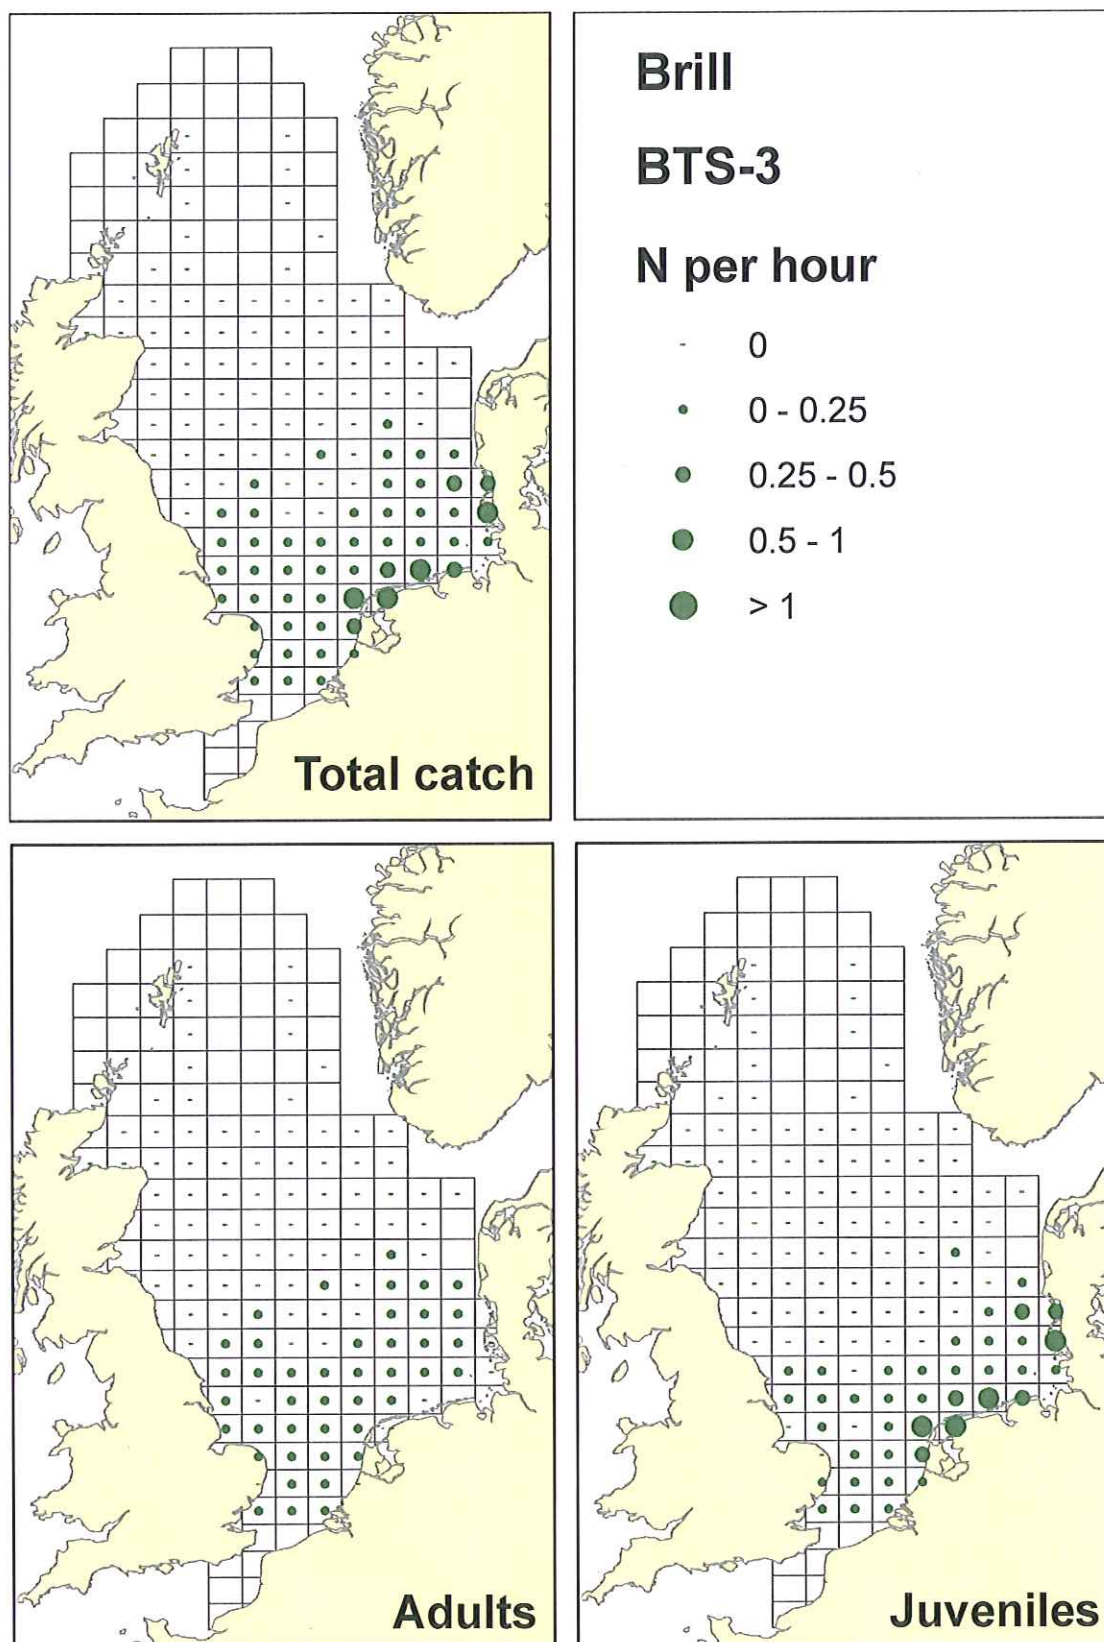 Brill
BTS-3
N per hour
- 0
0 - 0.25
0.25 - 0.5
0.5 - 1
> 1
Total catch
Adults
Juveniles